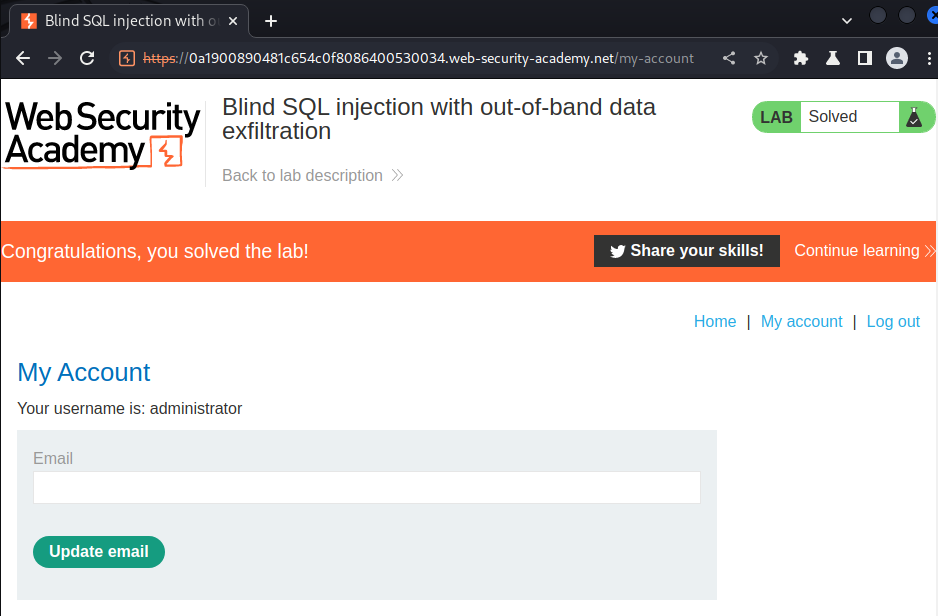 Blind SQL injection with o
https://0a1900890481c654c0f8086400530034.web-security-academy.net/my-account
Web Security
Academy
Blind SQL injection with out-of-band data
exfiltration
Back to lab description
LAB Solved
Congratulations, you solved the lab!
Share your skills!
Continue learning
Home | My account | Log out
My Account
Your username is: administrator
Email
Update email